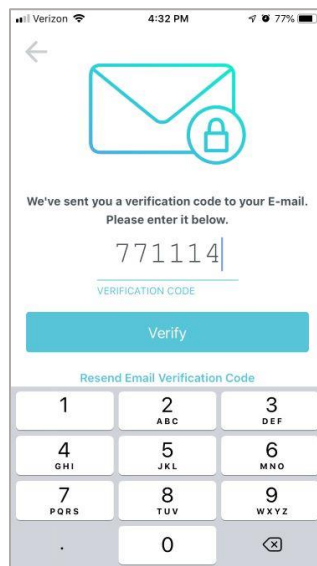 Verizon 4:32 PM 77%
We've sent you a verification code to your E-mail.
Please enter it below.
771114
VERIFICATION CODE
Verify
Resend Email Verification Code
1 2 3
ABC DEF
4 5 6
GHI JKL MNO
7 8 9
PQRS TUV WXYZ
. 0